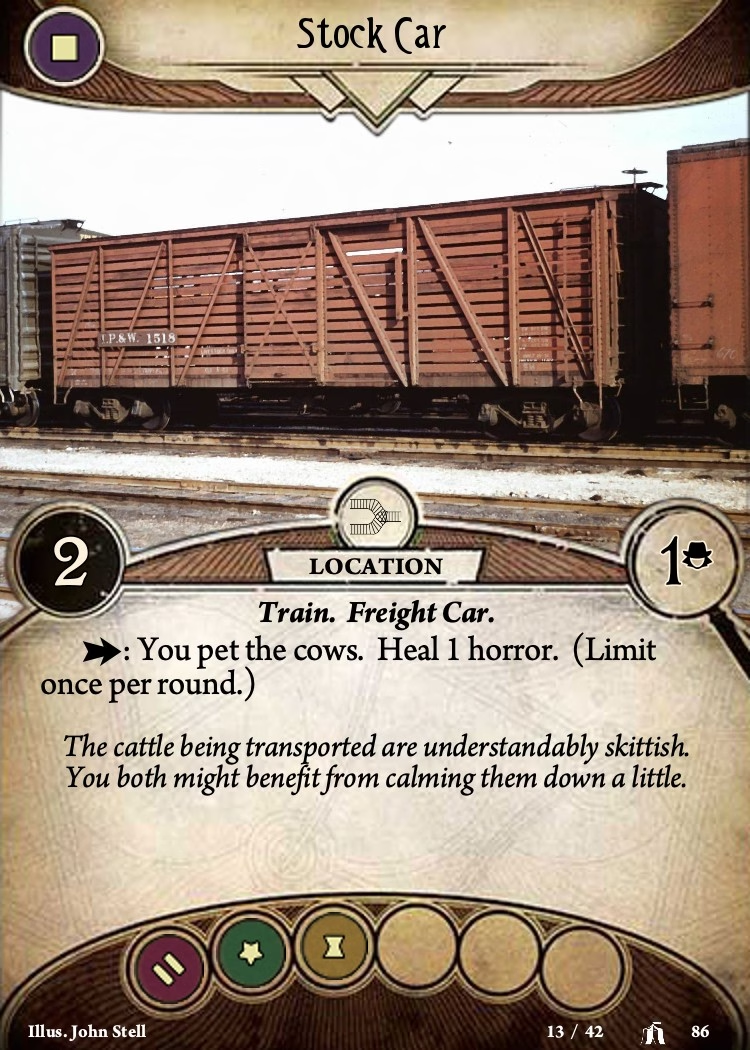 Stock Car
1518
2
LOCATION
1
Train. Freight Car.
: You pet the cows. Heal 1 horror. (Limit
once per round.)
The cattle being transported are understandably skittish.
You both might benefit from calming them down a little.
Illus. John Stell
13 / 42
86